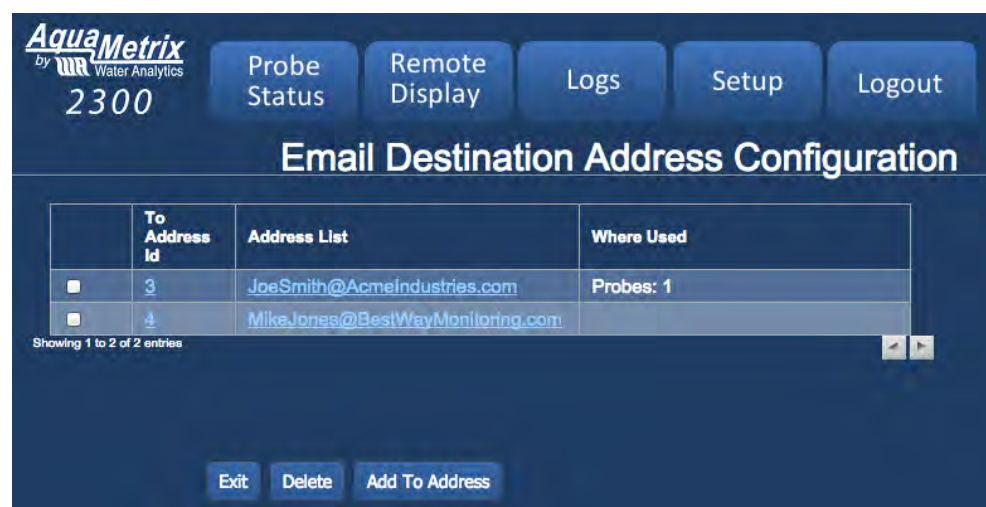 AquaMetrix
by WA Water Analytics
2300
Probe Status
Remote Display
Logs
Setup
Logout
Email Destination Address Configuration
To Address Id
Address List
Where Used
3 JoeSmith@AcmeIndustries.com Probes: 1
4 MikeJones@BestWayMonitoring.com
Showing 1 to 2 of 2 entries
Exit
Delete
Add To Address